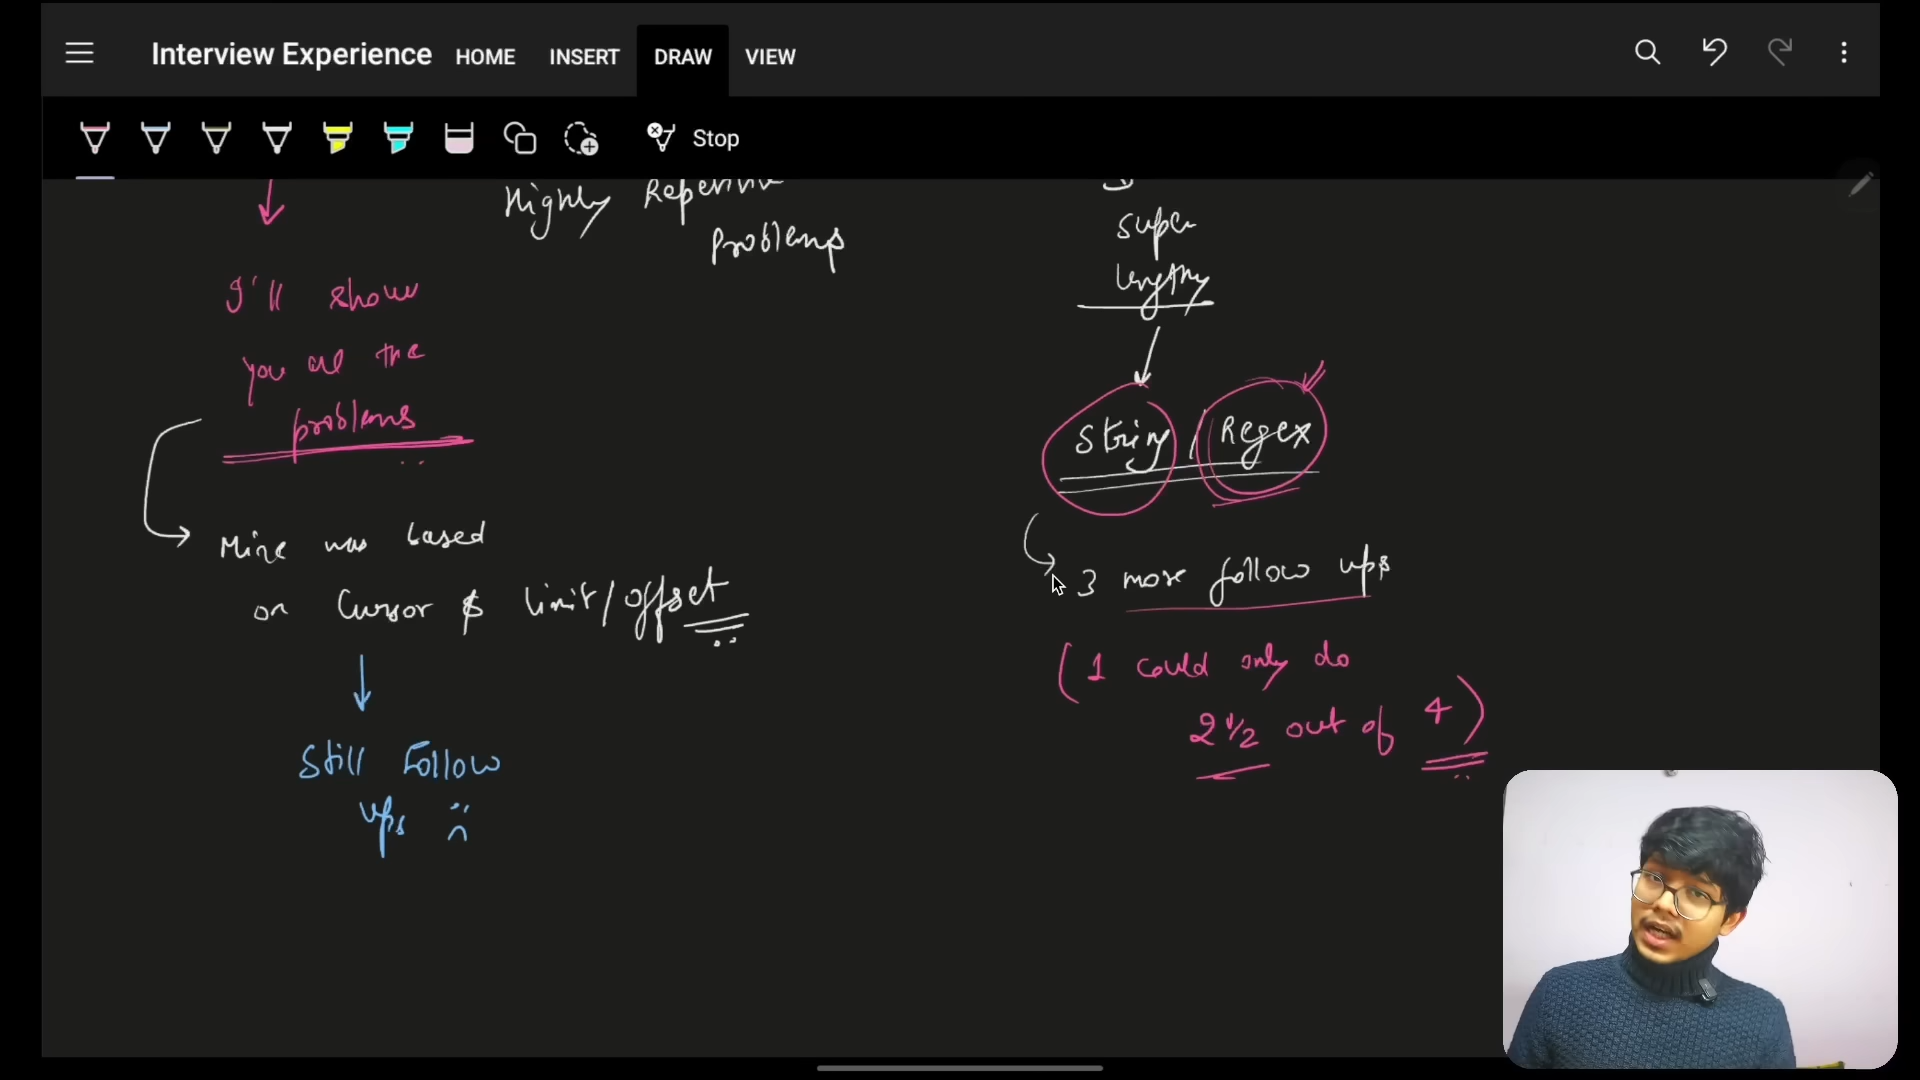 Interview Experience HOME INSERT DRAW VIEW
Stop
Highly Repetitive
Problems
I'll show
you all the
problems
Mine was based
on Cursor & limit/offset
Still Follow
ups
super
lengthy
String / Regex
3 more follow ups
(I could only do
2 1/2 out of 4)